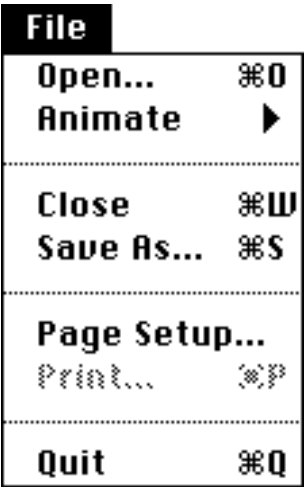 File
Open... ⌘O
Animate ▶
Close ⌘W
Save As... ⌘S
Page Setup...
Print... ⌘P
Quit ⌘Q